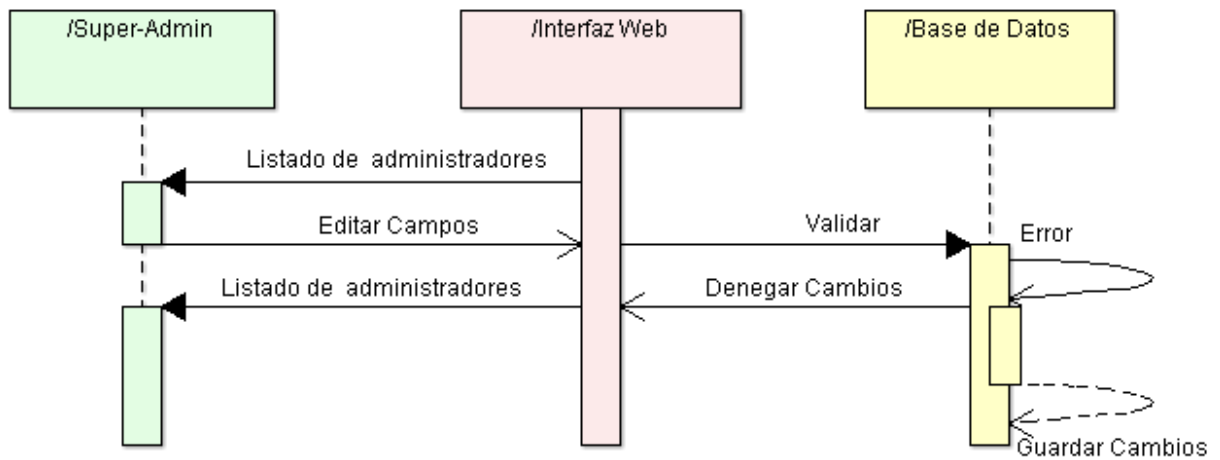 /Super-Admin
/Interfaz Web
/Base de Datos
Listado de administradores
Editar Campos
Validar
Error
Listado de administradores
Denegar Cambios
Guardar Cambios